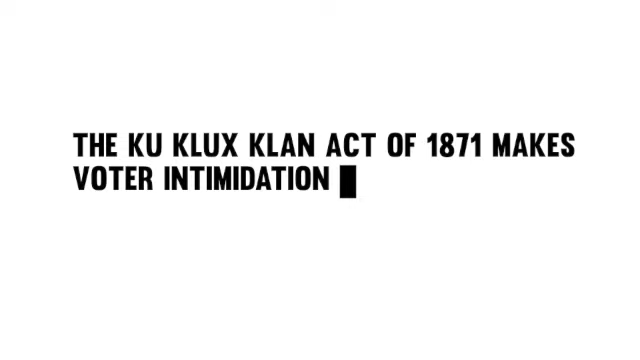 THE KU KLUX KLAN ACT OF 1871 MAKES
VOTER INTIMIDATION